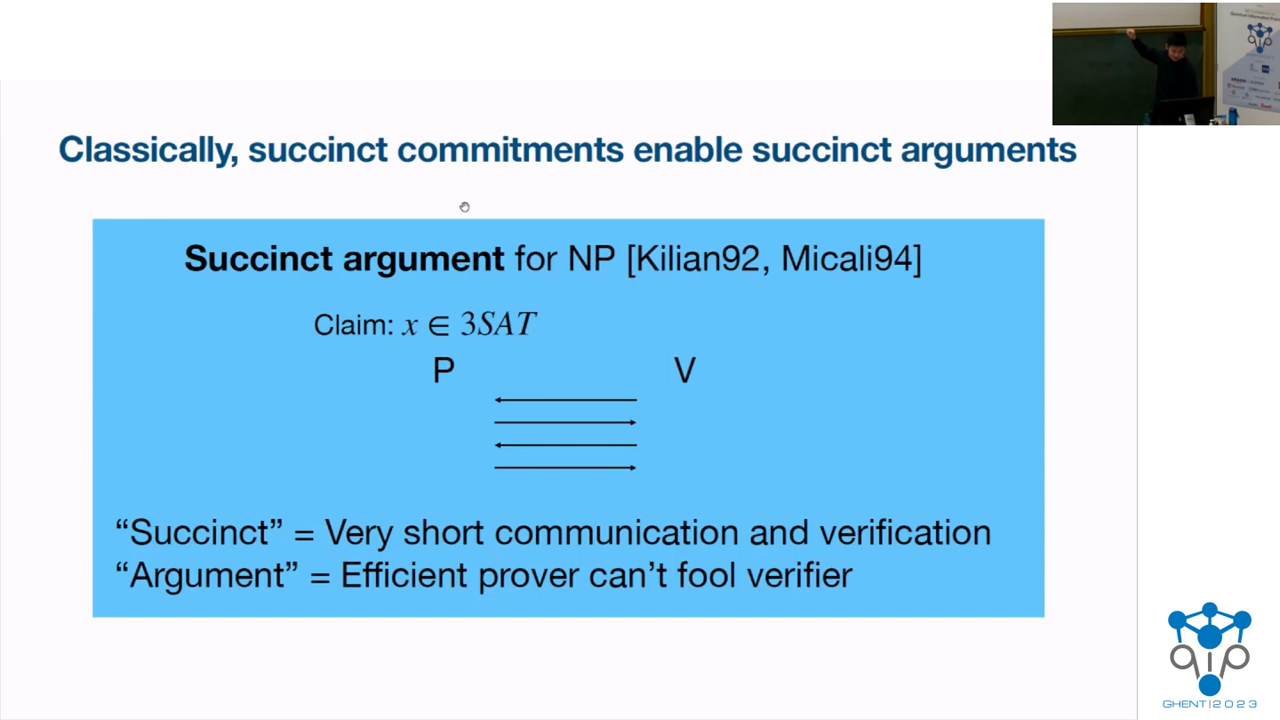 Classically, succinct commitments enable succinct arguments
Succinct argument for NP [Kilian92, Micali94]
Claim: x ∈ 3SAT
P V
“Succinct” = Very short communication and verification
“Argument” = Efficient prover can’t fool verifier
qip
GHENT|2023